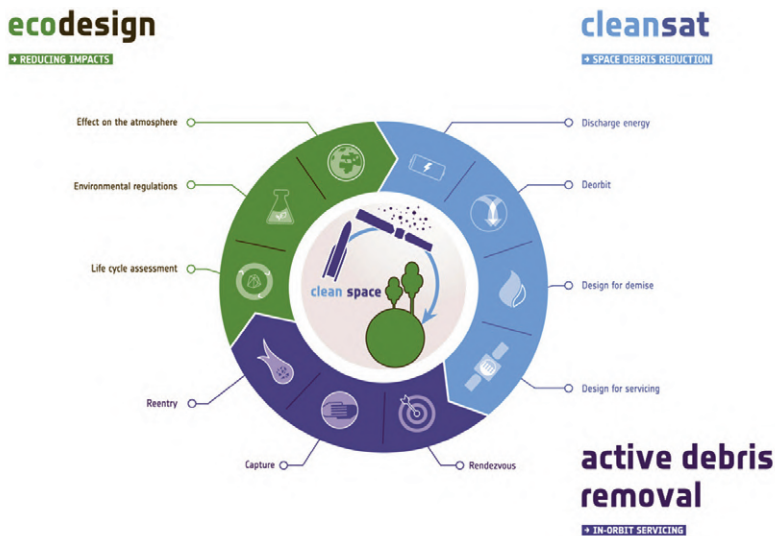 ecodesign
→ REDUCING IMPACTS
cleansat
→ SPACE DEBRIS REDUCTION
Effect on the atmosphere
Discharge energy
Environmental regulations
Deorbit
Life cycle assessment
Design for demise
clean space
Reentry
Design for servicing
Capture
Rendezvous
active debris
removal
→ IN-ORBIT SERVICING